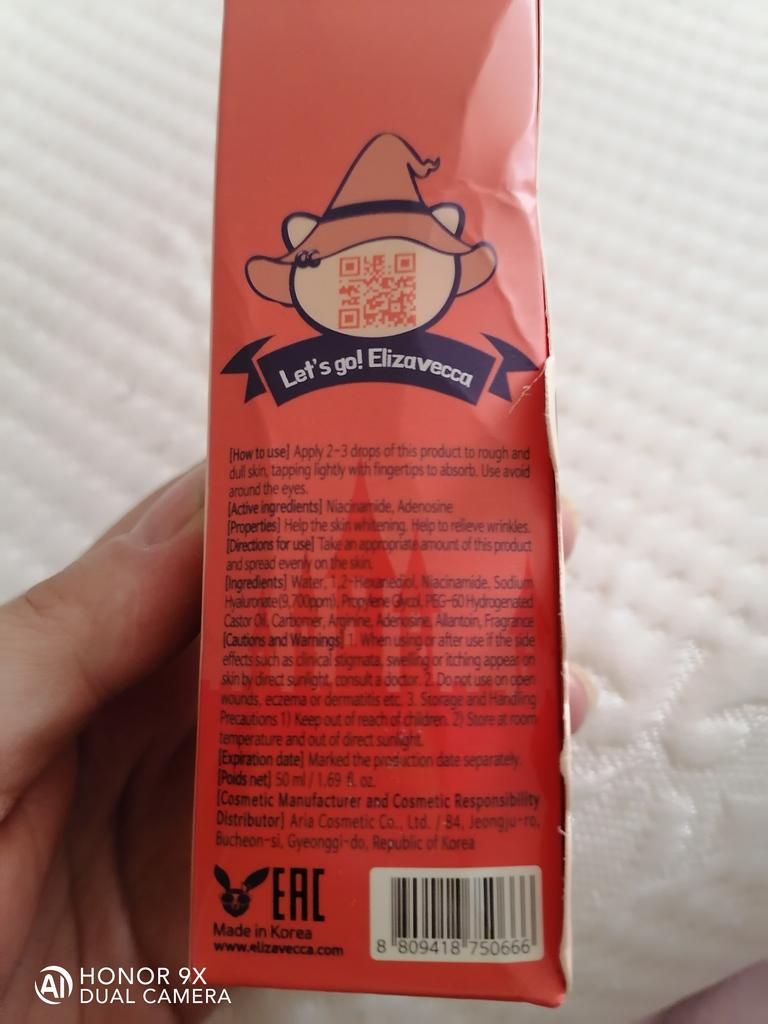 Let's go! Elizavecca
[How to use] Apply 2-3 drops of this product to rough and
dull skin, tapping lightly with fingertips to absorb. Use avoid
around the eyes.
[Active ingredients] Niacinamide, Adenosine
[Properties] Help the skin whitening. Help to relieve wrinkles.
[Directions for use] Take an appropriate amount of this product
and spread evenly on the skin.
[Ingredients] Water, 1,2-Hexanediol, Niacinamide, Sodium
Hyaluronate(9,700ppm), Propylene Glycol, PEG-60 Hydrogenated
Castor Oil, Carbomer, Arginine, Adenosine, Allantoin, Fragrance
[Cautions and Warnings] 1. When using or after use if the side
effects such as clinical stigmata, swelling or itching appear on
skin by direct sunlight, consult a doctor. 2. Do not use on open
wounds, eczema or dermatitis etc. 3. Storage and Handling
Precautions 1) Keep out of reach of children. 2) Store at room
temperature and out of direct sunlight.
[Expiration date] Marked the production date separately.
[Poids net] 50 ml / 1.69 fl. oz.
[Cosmetic Manufacturer and Cosmetic Responsibility
Distributor] Aria Cosmetic Co., Ltd. / 84, Jeongju-ro,
Bucheon-si, Gyeonggi-do, Republic of Korea
EAC
Made in Korea
www.elizavecca.com
8 809418 750666
AI HONOR 9X
DUAL CAMERA